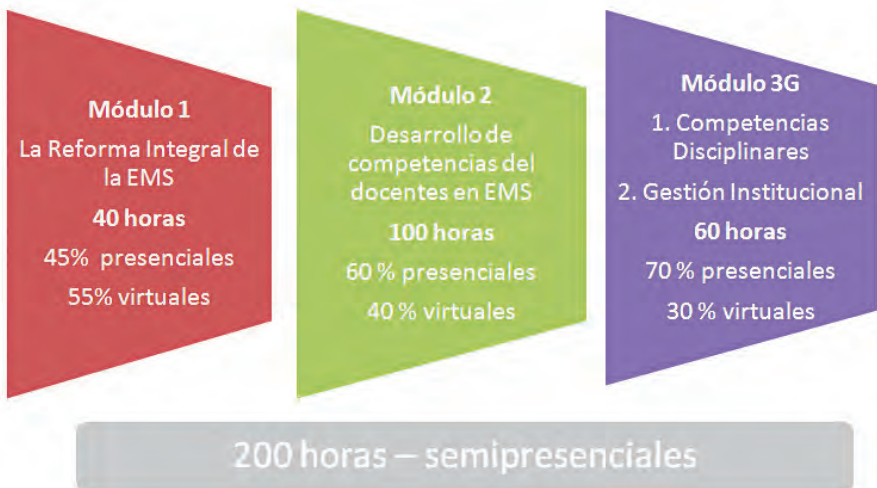 Módulo 1
La Reforma Integral de
la EMS
40 horas
45% presenciales
55% virtuales
Módulo 2
Desarrollo de
competencias del
docentes en EMS
100 horas
60 % presenciales
40 % virtuales
Módulo 3G
1. Competencias
Disciplinares
2. Gestión Institucional
60 horas
70 % presenciales
30 % virtuales
200 horas – semipresenciales